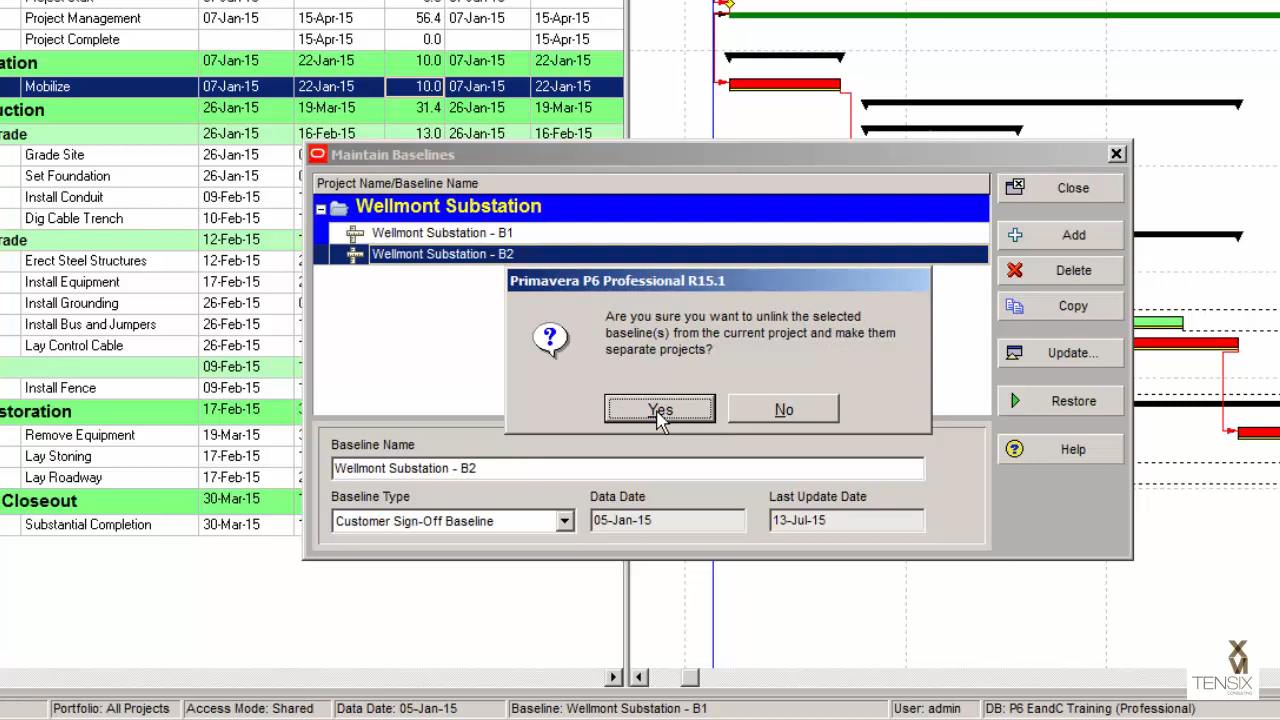 Project Management 07-Jan-15 15-Apr-15 56.4 07-Jan-15 15-Apr-15
Project Complete 15-Apr-15 0.0 15-Apr-15
ation 07-Jan-15 22-Jan-15 10.0 07-Jan-15 22-Jan-15
Mobilize 07-Jan-15 22-Jan-15 10.0 07-Jan-15 22-Jan-15
uction 26-Jan-15 19-Mar-15 31.4 26-Jan-15 19-Mar-15
rade 26-Jan-15 16-Feb-15 13.0 26-Jan-15 16-Feb-15
Grade Site 26-Jan-15
Set Foundation 26-Jan-15
Install Conduit 09-Feb-15
Dig Cable Trench 10-Feb-15
rade 12-Feb-15
Erect Steel Structures 12-Feb-15
Install Equipment 17-Feb-15
Install Grounding 24-Feb-15
Install Bus and Jumpers 26-Feb-15
Lay Control Cable 26-Feb-15
09-Feb-15
Install Fence 09-Feb-15
storation 17-Feb-15
Remove Equipment 19-Mar-15
Lay Stoning 26-Mar-15
Lay Roadway 17-Feb-15
Closeout 30-Mar-15
Substantial Completion 30-Mar-15
Maintain Baselines
Project Name/Baseline Name
Wellmont Substation
Wellmont Substation - B1
Wellmont Substation - B2
Close
Add
Delete
Copy
Update...
Restore
Help
Primavera P6 Professional R15.1
Are you sure you want to unlink the selected
baseline(s) from the current project and make them
separate projects?
Yes No
Baseline Name
Wellmont Substation - B2
Baseline Type Data Date Last Update Date
Customer Sign-Off Baseline 05-Jan-15 13-Jul-15
XVI
TENSIX
CONSULTING
Portfolio: All Projects Access Mode: Shared Data Date: 05-Jan-15 Baseline: Wellmont Substation - B1 User: admin DB: P6 EandC Training (Professional)